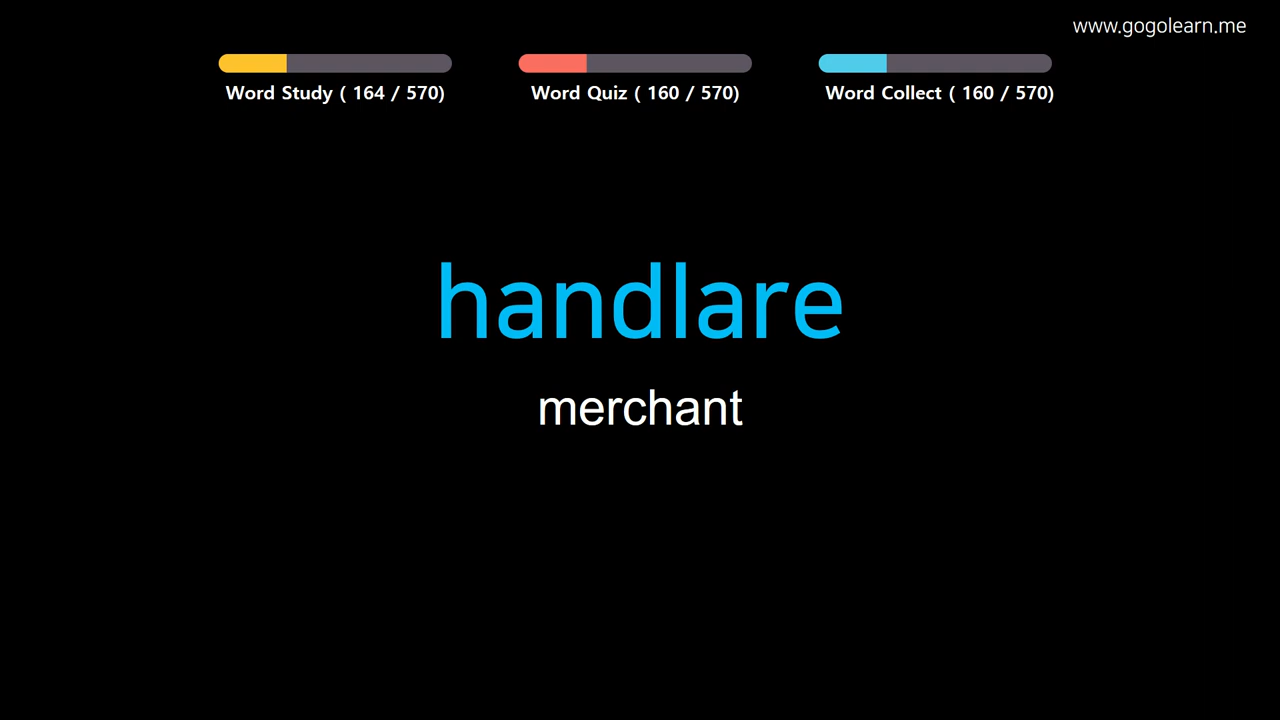 www.gogolearn.me
Word Study ( 164 / 570)
Word Quiz ( 160 / 570)
Word Collect ( 160 / 570)
handlare
merchant